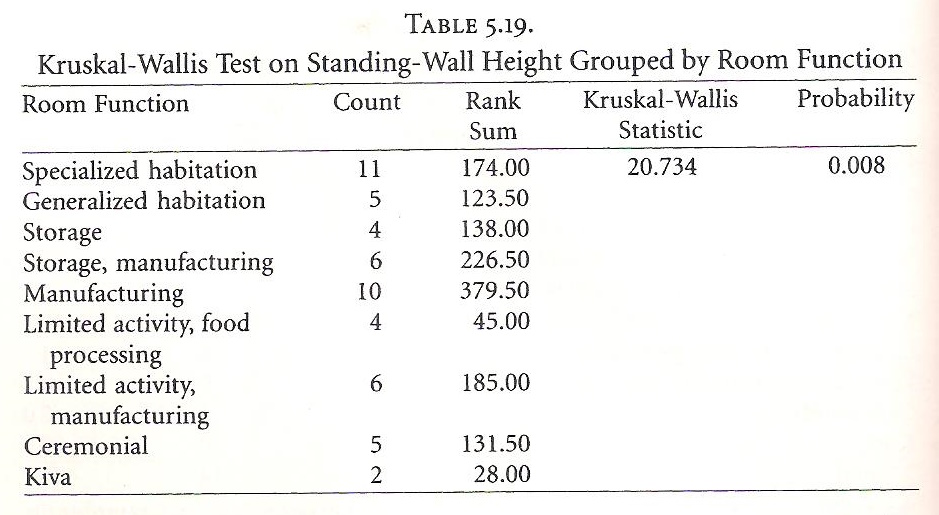 TABLE 5.19.
Kruskal-Wallis Test on Standing-Wall Height Grouped by Room Function
Room Function Count Rank Sum Kruskal-Wallis Statistic Probability
Specialized habitation 11 174.00 20.734 0.008
Generalized habitation 5 123.50
Storage 4 138.00
Storage, manufacturing 6 226.50
Manufacturing 10 379.50
Limited activity, food 4 45.00
processing
Limited activity, 6 185.00
manufacturing
Ceremonial 5 131.50
Kiva 2 28.00